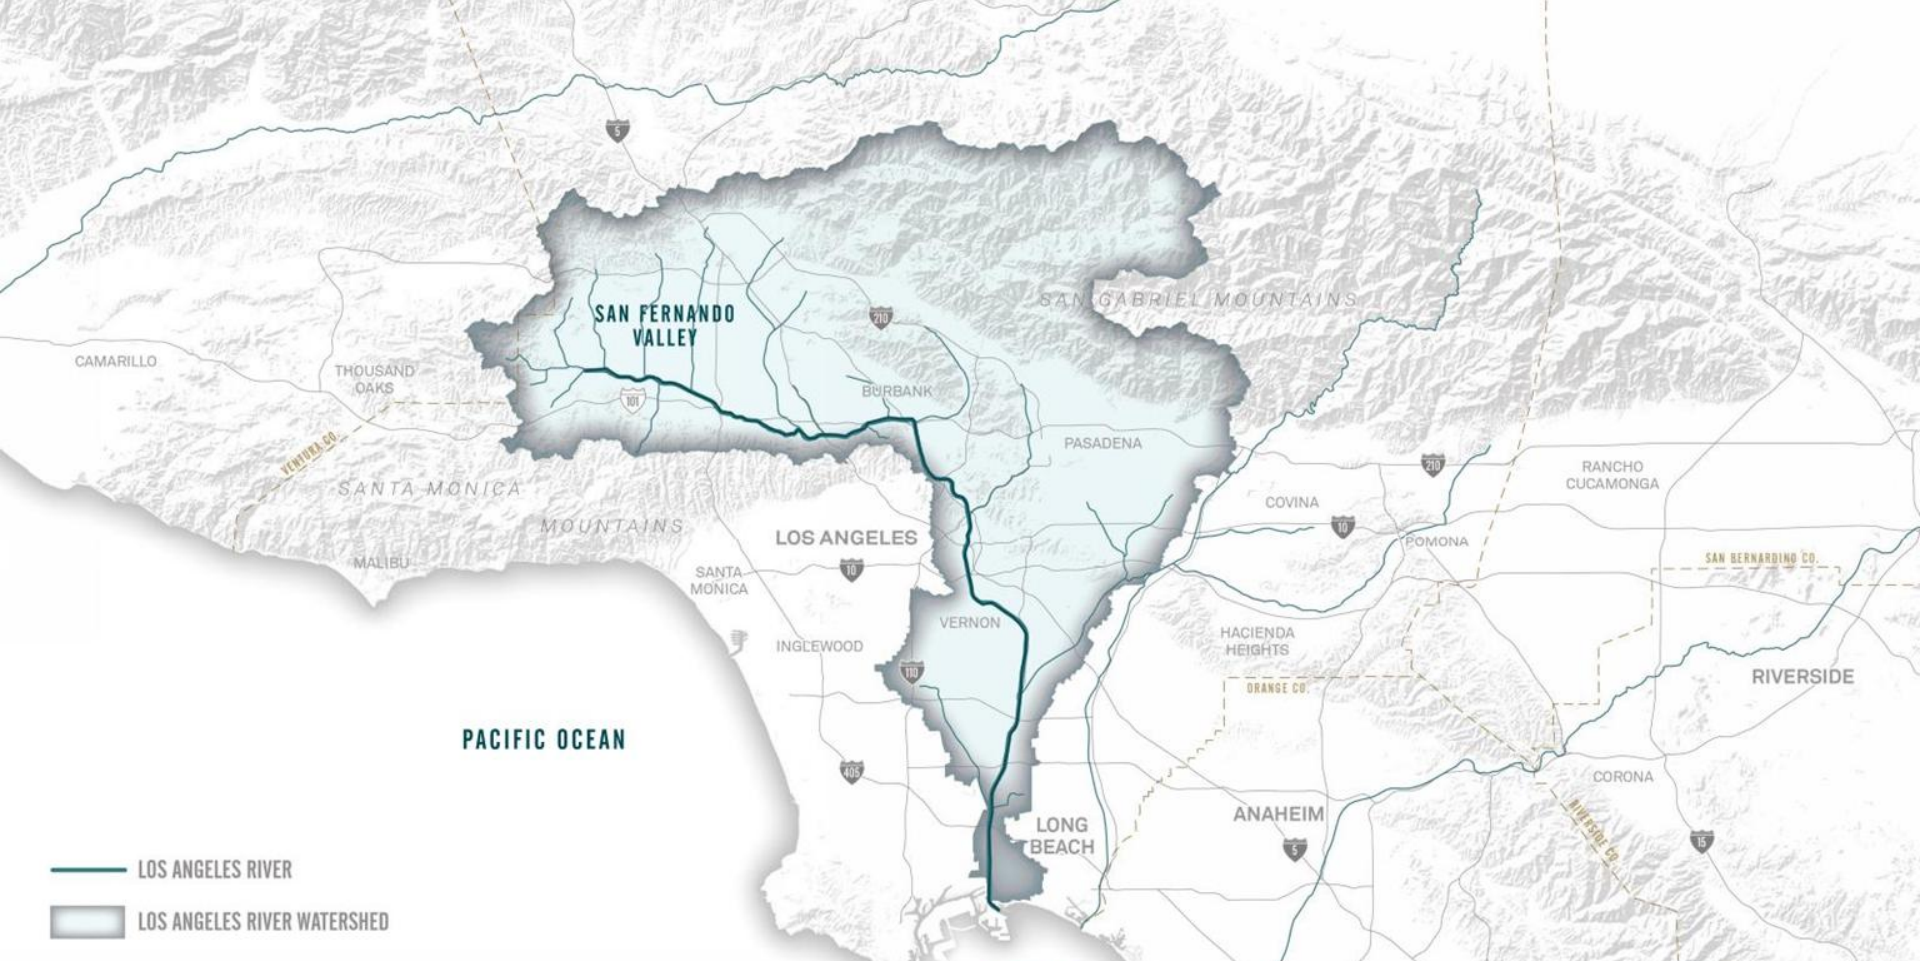 5
SAN GABRIEL MOUNTAINS
SAN FERNANDO
VALLEY
210
CAMARILLO
THOUSAND
OAKS
101
BURBANK
PASADENA
VENTURA CO.
SANTA MONICA
MOUNTAINS
MALIBU
210
RANCHO
CUCAMONGA
COVINA
10
POMONA
LOS ANGELES
10
SANTA
MONICA
SAN BERNARDINO CO.
VERNON
INGLEWOOD
110
HACIENDA
HEIGHTS
ORANGE CO.
RIVERSIDE
PACIFIC OCEAN
405
CORONA
ANAHEIM
5
RIVERSIDE CO.
15
LONG
BEACH
LOS ANGELES RIVER
LOS ANGELES RIVER WATERSHED